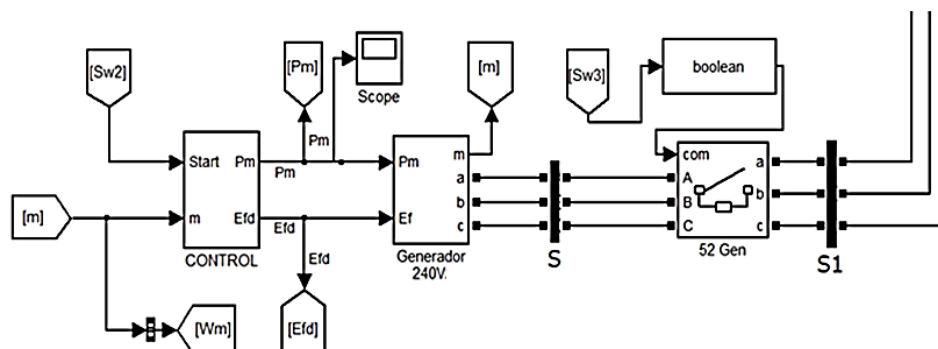 [Sw2]
[Pm]
Scope
[m]
[Sw3]
boolean
Start
Pm
Pm
Pm
Pm
m
com
a
A
a
b
B
b
[m]
m
Efd
Efd
Ef
c
C
c
CONTROL
Efd
Generador
240V.
S
52 Gen
S1
[Wm]
[Efd]